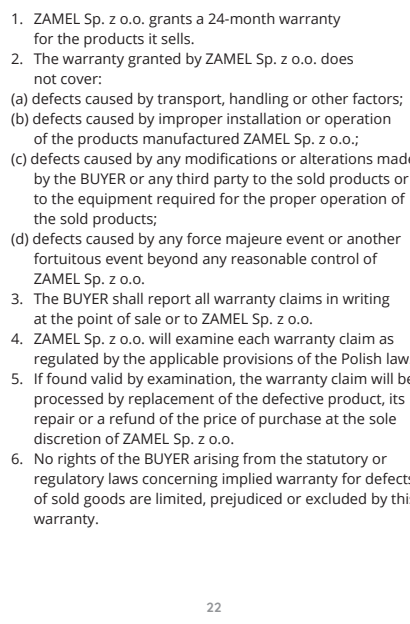 1. ZAMEL Sp. z o.o. grants a 24-month warranty
for the products it sells.
2. The warranty granted by ZAMEL Sp. z o.o. does
not cover:
(a) defects caused by transport, handling or other factors;
(b) defects caused by improper installation or operation
of the products manufactured ZAMEL Sp. z o.o.;
(c) defects caused by any modifications or alterations made
by the BUYER or any third party to the sold products or
to the equipment required for the proper operation of
the sold products;
(d) defects caused by any force majeure event or another
fortuitous event beyond any reasonable control of
ZAMEL Sp. z o.o.
3. The BUYER shall report all warranty claims in writing
at the point of sale or to ZAMEL Sp. z o.o.
4. ZAMEL Sp. z o.o. will examine each warranty claim as
regulated by the applicable provisions of the Polish law
5. If found valid by examination, the warranty claim will be
processed by replacement of the defective product, its
repair or a refund of the price of purchase at the sole
discretion of ZAMEL Sp. z o.o.
6. No rights of the BUYER arising from the statutory or
regulatory laws concerning implied warranty for defects
of sold goods are limited, prejudiced or excluded by this
warranty.
22